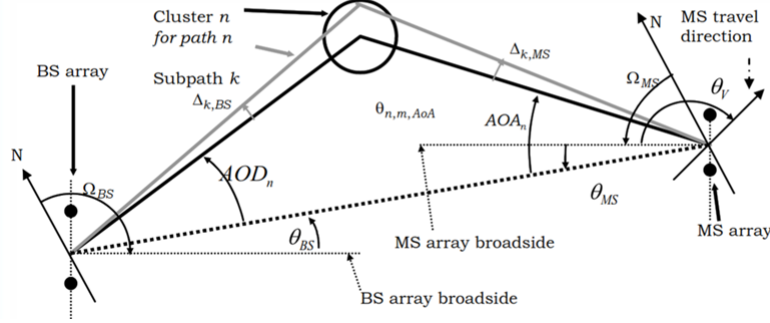 Cluster n
for path n
N
MS travel
direction
BS array
Δk,MS
ΩMS
θV
Subpath k
Δk,BS
θn,m,AoA
AOAn
N
ΩBS
AODn
θMS
θBS
MS array broadside
MS array
BS array broadside